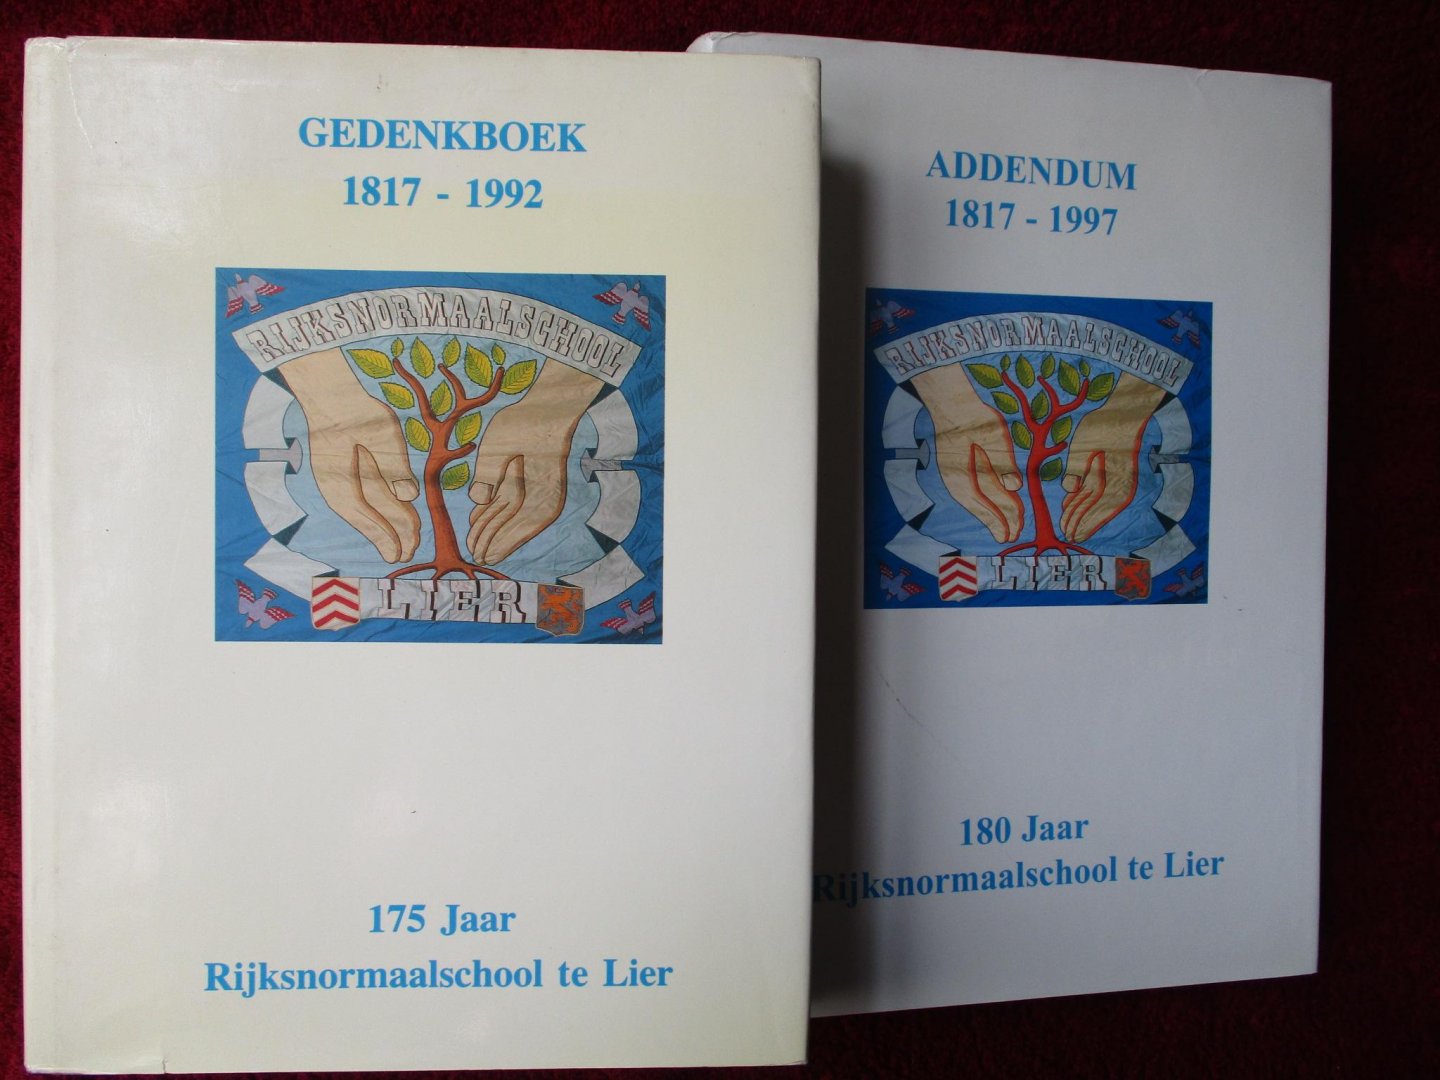 GEDENKBOEK
1817 - 1992
RIJKSNORMAALSCHOOL
LIER
175 Jaar
Rijksnormaalschool te Lier
ADDENDUM
1817 - 1997
RIJKSNORMAALSCHOOL
LIER
180 Jaar
Rijksnormaalschool te Lier